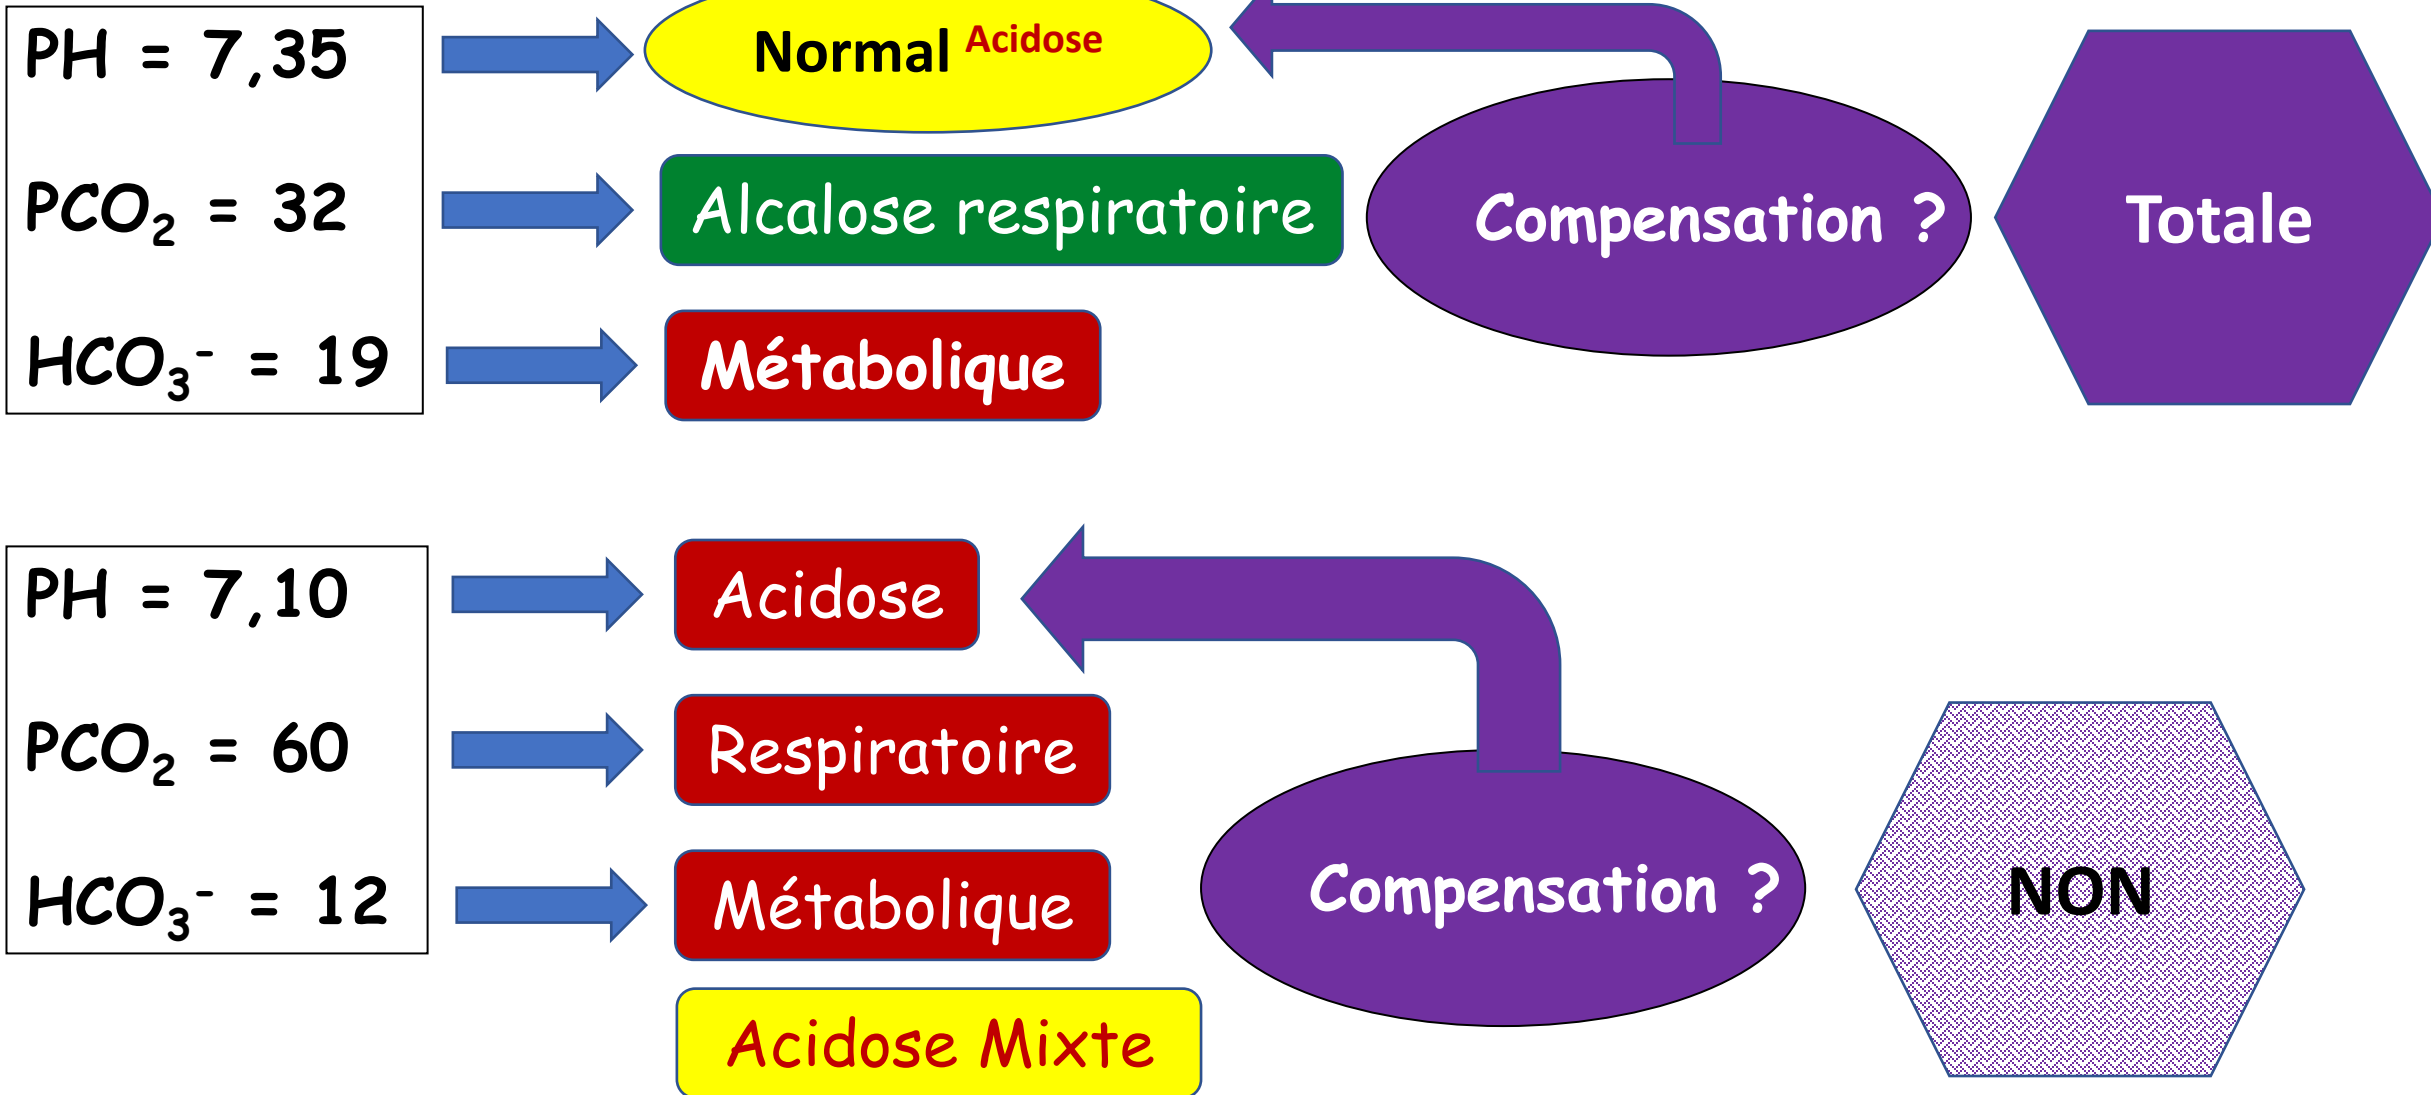 PH = 7,35
Normal Acidose
PCO₂ = 32
Alcalose respiratoire
Compensation ?
Totale
HCO₃⁻ = 19
Métabolique
PH = 7,10
Acidose
PCO₂ = 60
Respiratoire
Compensation ?
NON
HCO₃⁻ = 12
Métabolique
Acidose Mixte